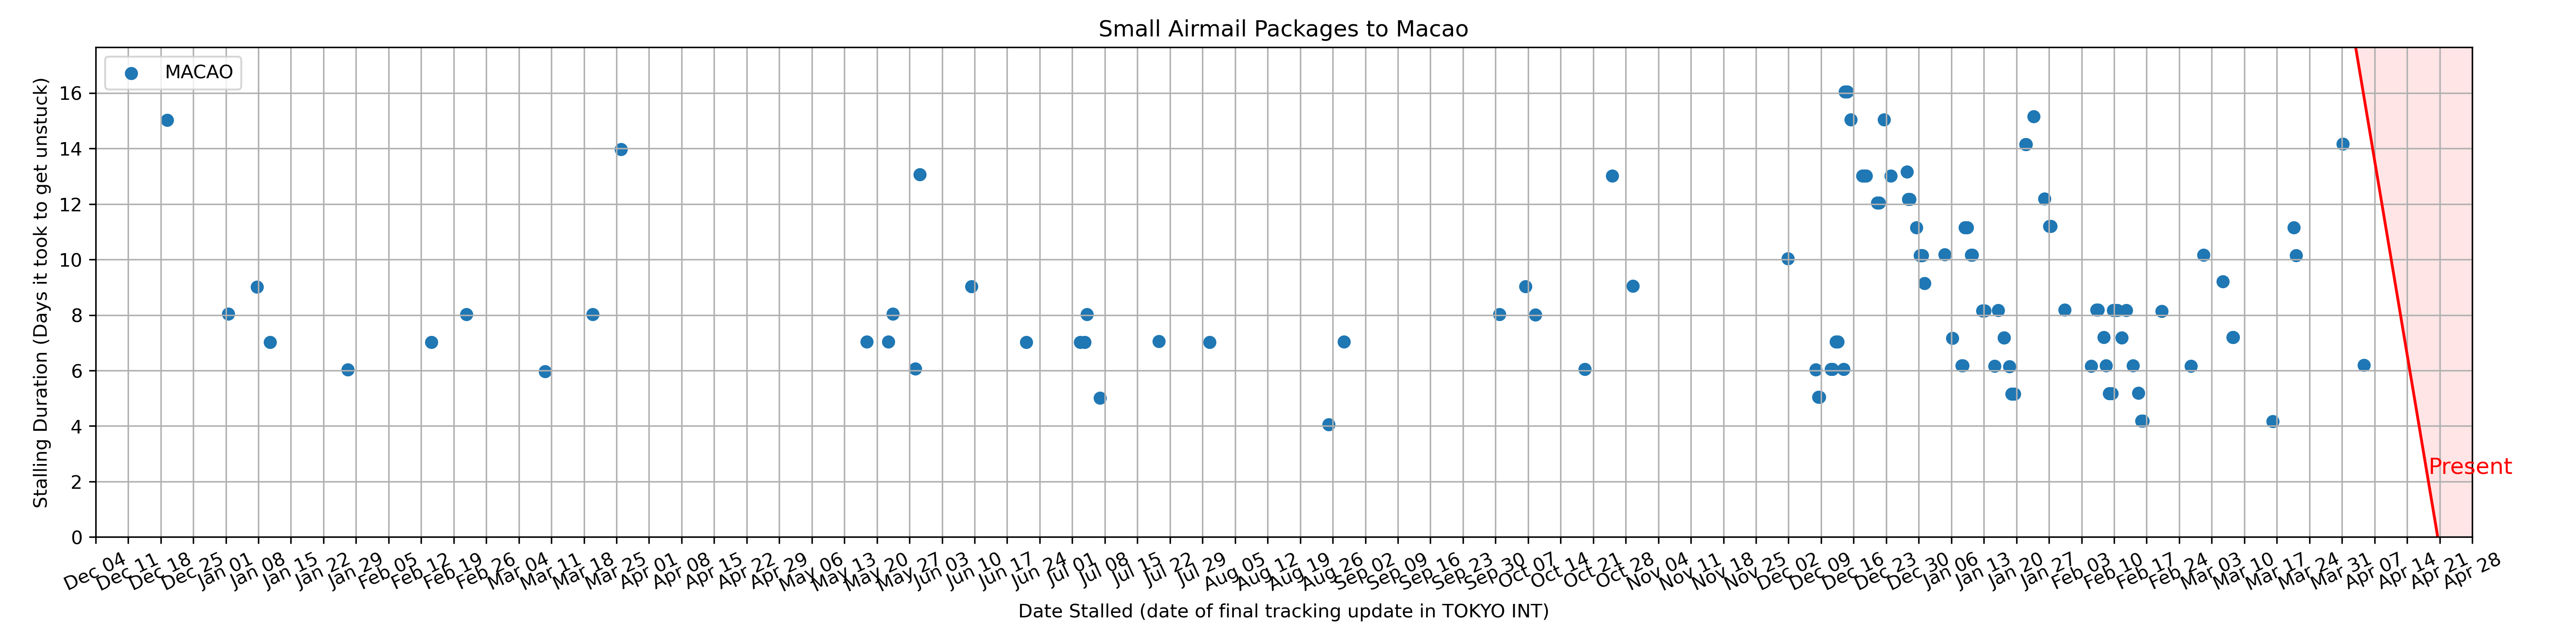 Small Airmail Packages to Macao
MACAO
Stalling Duration (Days it took to get unstuck)
16
14
12
10
8
6
4
2
0
Present
Dec 04
Dec 11
Dec 18
Dec 25
Jan 01
Jan 08
Jan 15
Jan 22
Jan 29
Feb 05
Feb 12
Feb 19
Feb 26
Mar 04
Mar 11
Mar 18
Mar 25
Apr 01
Apr 08
Apr 15
Apr 22
Apr 29
May 06
May 13
May 20
May 27
Jun 03
Jun 10
Jun 17
Jun 24
Jul 01
Jul 08
Jul 15
Jul 22
Jul 29
Aug 05
Aug 12
Aug 19
Aug 26
Sep 02
Sep 09
Sep 16
Sep 23
Sep 30
Oct 07
Oct 14
Oct 21
Oct 28
Nov 04
Nov 11
Nov 18
Nov 25
Dec 02
Dec 09
Dec 16
Dec 23
Dec 30
Jan 06
Jan 13
Jan 20
Jan 27
Feb 03
Feb 10
Feb 17
Feb 24
Mar 03
Mar 10
Mar 17
Mar 24
Mar 31
Apr 07
Apr 14
Apr 21
Apr 28
Date Stalled (date of final tracking update in TOKYO INT)